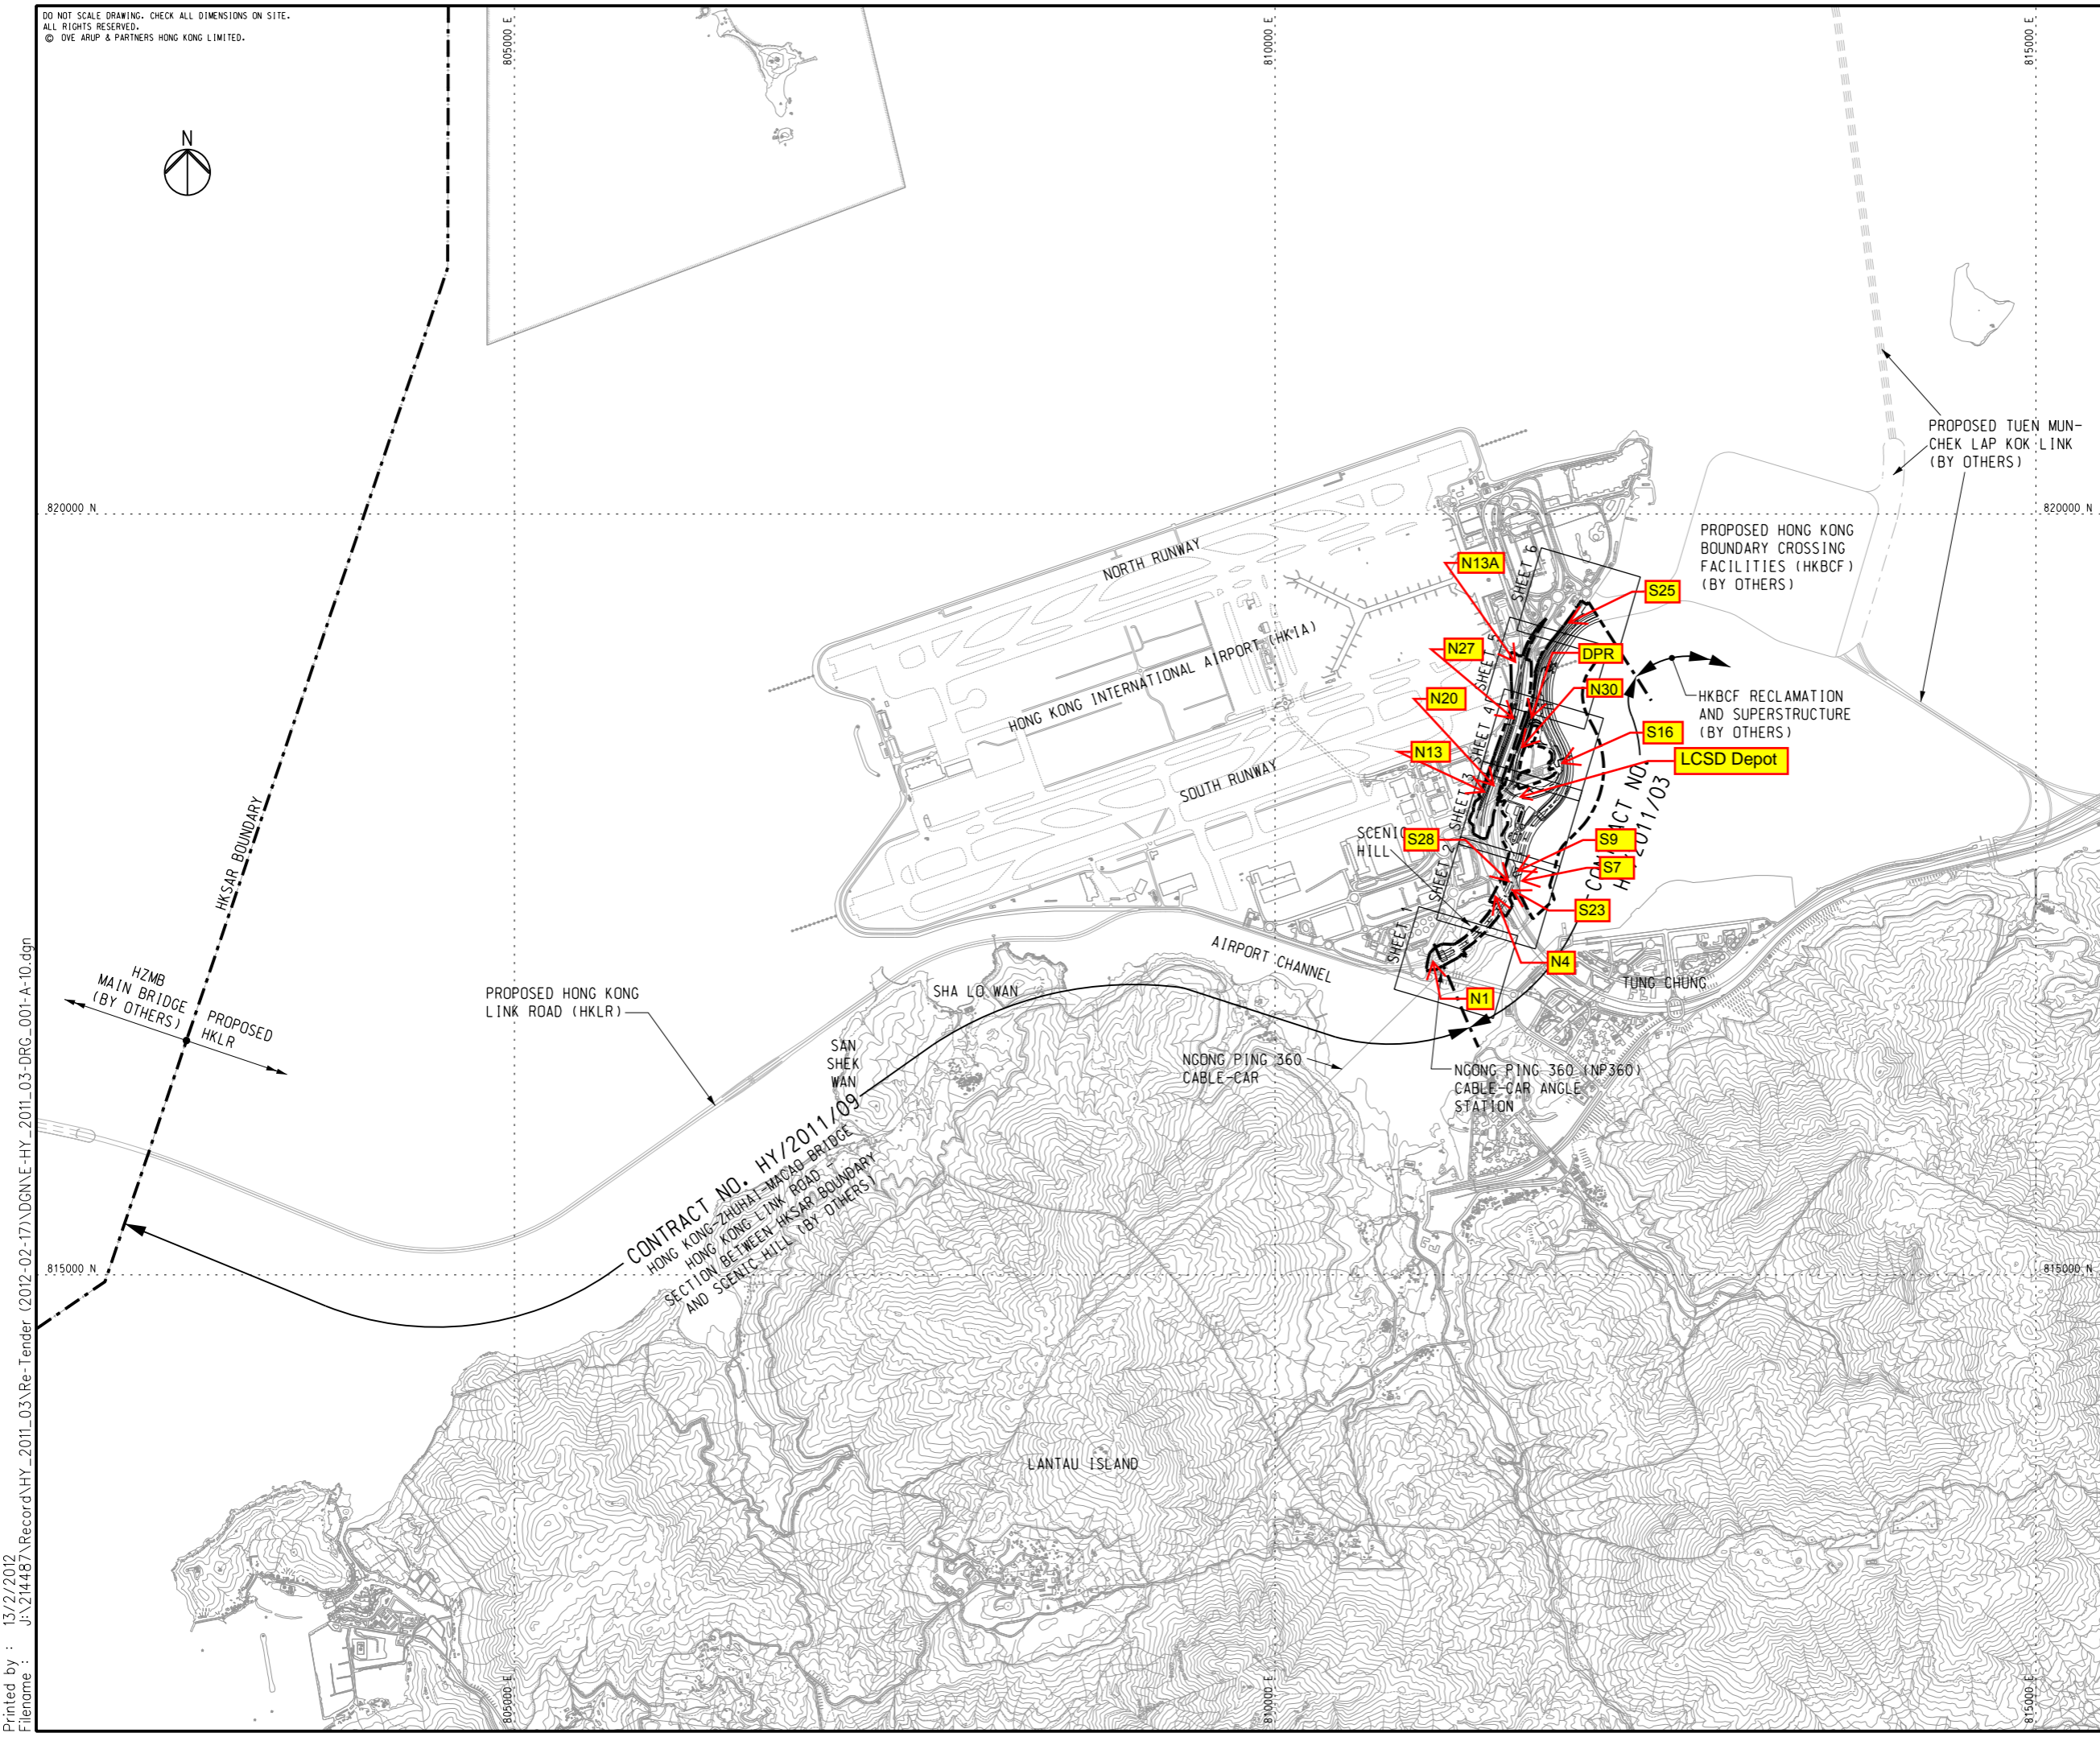 DO NOT SCALE DRAWING. CHECK ALL DIMENSIONS ON SITE.
ALL RIGHTS RESERVED.
© OVE ARUP & PARTNERS HONG KONG LIMITED.
805000 E
810000 E
815000 E
N
820000 N
820000 N
PROPOSED TUEN MUN-
CHEK LAP KOK LINK
(BY OTHERS)
PROPOSED HONG KONG
BOUNDARY CROSSING
FACILITIES (HKBCF)
(BY OTHERS)
NORTH RUNWAY
HONG KONG INTERNATIONAL AIRPORT (HKIA)
SOUTH RUNWAY
N13A
SHEET 6
S25
N27
SHEET 5
DPR
N20
N30
SHEET 4
HKBCF RECLAMATION
AND SUPERSTRUCTURE
(BY OTHERS)
S16
N13
LCSD Depot
SHEET 3
CONTRACT NO.
HY/2011/03
SCENIC
HILL
S28
SHEET 2
S9
S7
S23
SHEET 1
N4
N1
HKSAR BOUNDARY
AIRPORT CHANNEL
TUNG CHUNG
HZMB
MAIN BRIDGE
(BY OTHERS)
PROPOSED
HKLR
PROPOSED HONG KONG
LINK ROAD (HKLR)
SHA LO WAN
SAN
SHEK
WAN
NGONG PING 360
CABLE-CAR
NGONG PING 360 (NP360)
CABLE-CAR ANGLE
STATION
CONTRACT NO. HY/2011/09
HONG KONG-ZHUHAI-MACAO BRIDGE
HONG KONG LINK ROAD -
SECTION BETWEEN HKSAR BOUNDARY
AND SCENIC HILL (BY OTHERS)
815000 N
815000 N
LANTAU ISLAND
805000 E
810000 E
815000 E
Printed by : 13/2/2012
Filename : J:\214487\Record\HY_2011_03\Re-Tender (2012-02-17)\DGN\E-HY_2011_03-DRG_001-A-10.dgn